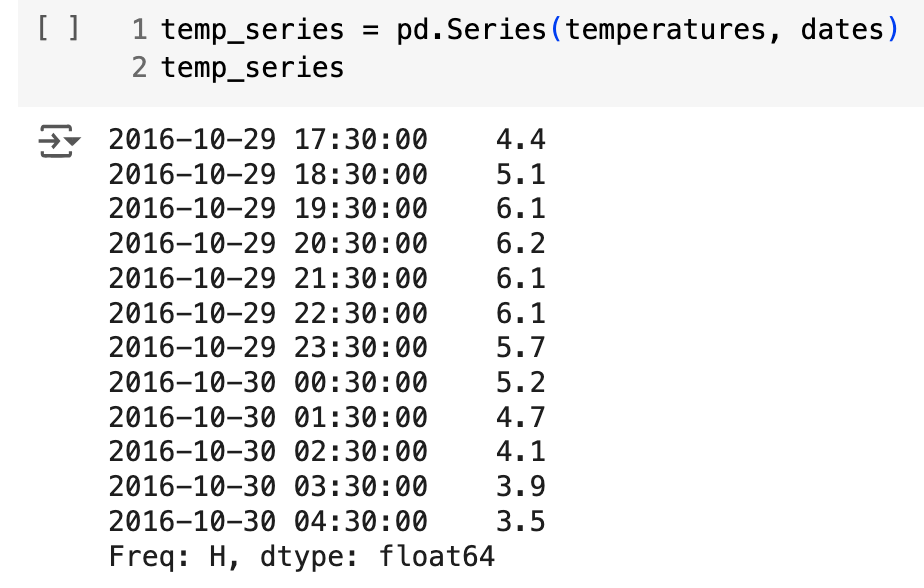 [ ] 1 temp_series = pd.Series(temperatures, dates)
2 temp_series
2016-10-29 17:30:00    4.4
2016-10-29 18:30:00    5.1
2016-10-29 19:30:00    6.1
2016-10-29 20:30:00    6.2
2016-10-29 21:30:00    6.1
2016-10-29 22:30:00    6.1
2016-10-29 23:30:00    5.7
2016-10-30 00:30:00    5.2
2016-10-30 01:30:00    4.7
2016-10-30 02:30:00    4.1
2016-10-30 03:30:00    3.9
2016-10-30 04:30:00    3.5
Freq: H, dtype: float64